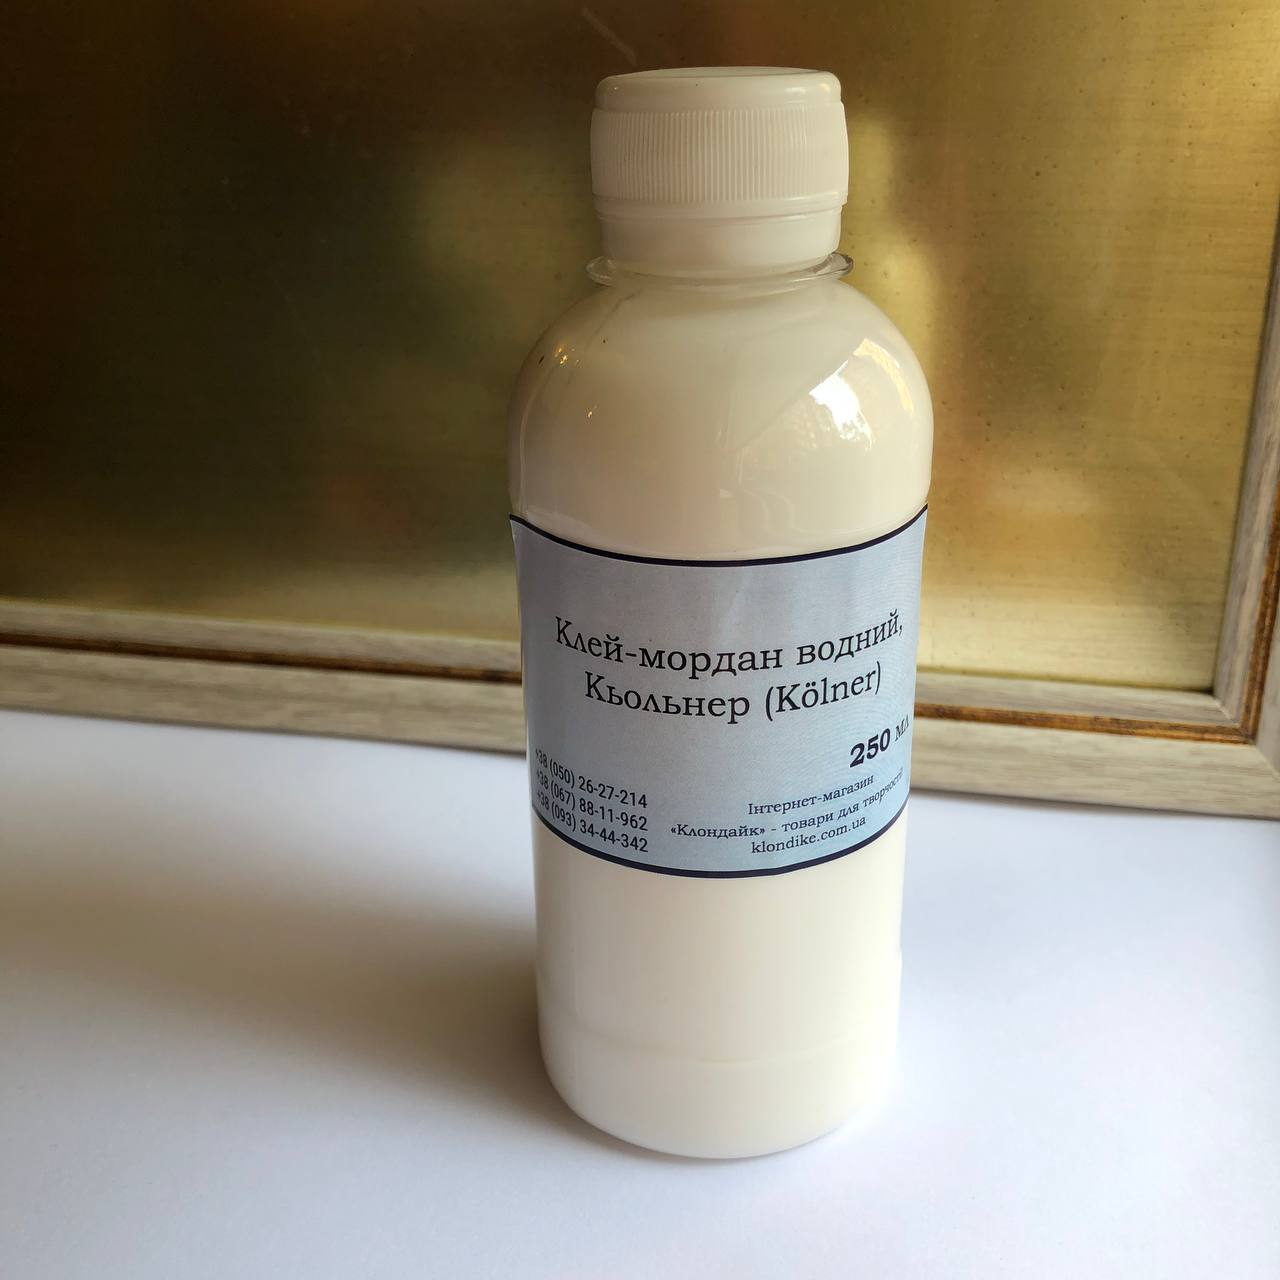 Клей-мордан водний,
Кьольнер (Kölner)
250 мл
+38 (050) 26-27-214
+38 (067) 88-11-962
+38 (093) 34-44-342
Інтернет-магазин
«Клондайк» - товари для творчості
klondike.com.ua